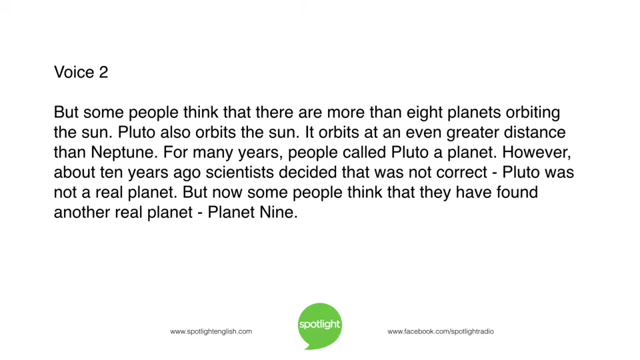 Voice 2
But some people think that there are more than eight planets orbiting
the sun. Pluto also orbits the sun. It orbits at an even greater distance
than Neptune. For many years, people called Pluto a planet. However,
about ten years ago scientists decided that was not correct - Pluto was
not a real planet. But now some people think that they have found
another real planet - Planet Nine.
www.spotlightenglish.com
spotlight
www.facebook.com/spotlightradio